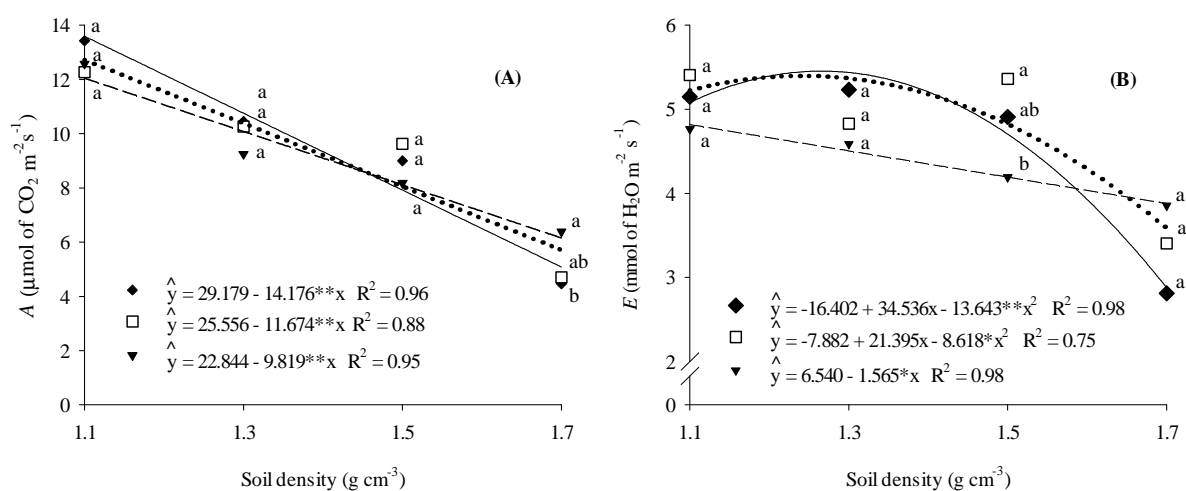 A (µmol of CO₂ m⁻² s⁻¹)
14
12
10
8
6
4
2
0
a
a
a
a
a
a
a
a
a
a
ab
b
(A)
ŷ = 29.179 - 14.176**x R² = 0.96
ŷ = 25.556 - 11.674**x R² = 0.88
ŷ = 22.844 - 9.819**x R² = 0.95
1.1 1.3 1.5 1.7
Soil density (g cm⁻³)
E (mmol of H₂O m⁻² s⁻¹)
6
5
4
3
2
0
a
a
a
a
a
a
a
ab
b
a
a
a
(B)
ŷ = -16.402 + 34.536x - 13.643**x² R² = 0.98
ŷ = -7.882 + 21.395x - 8.618*x² R² = 0.75
ŷ = 6.540 - 1.565*x R² = 0.98
1.1 1.3 1.5 1.7
Soil density (g cm⁻³)